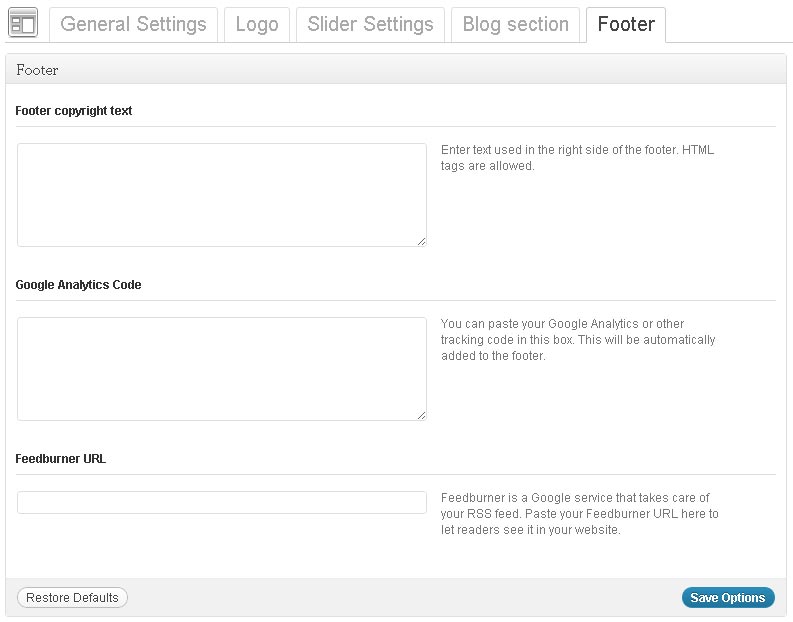 General Settings Logo Slider Settings Blog section Footer
Footer
Footer copyright text
Enter text used in the right side of the footer. HTML
tags are allowed.
Google Analytics Code
You can paste your Google Analytics or other
tracking code in this box. This will be automatically
added to the footer.
Feedburner URL
Feedburner is a Google service that takes care of
your RSS feed. Paste your Feedburner URL here to
let readers see it in your website.
Restore Defaults Save Options